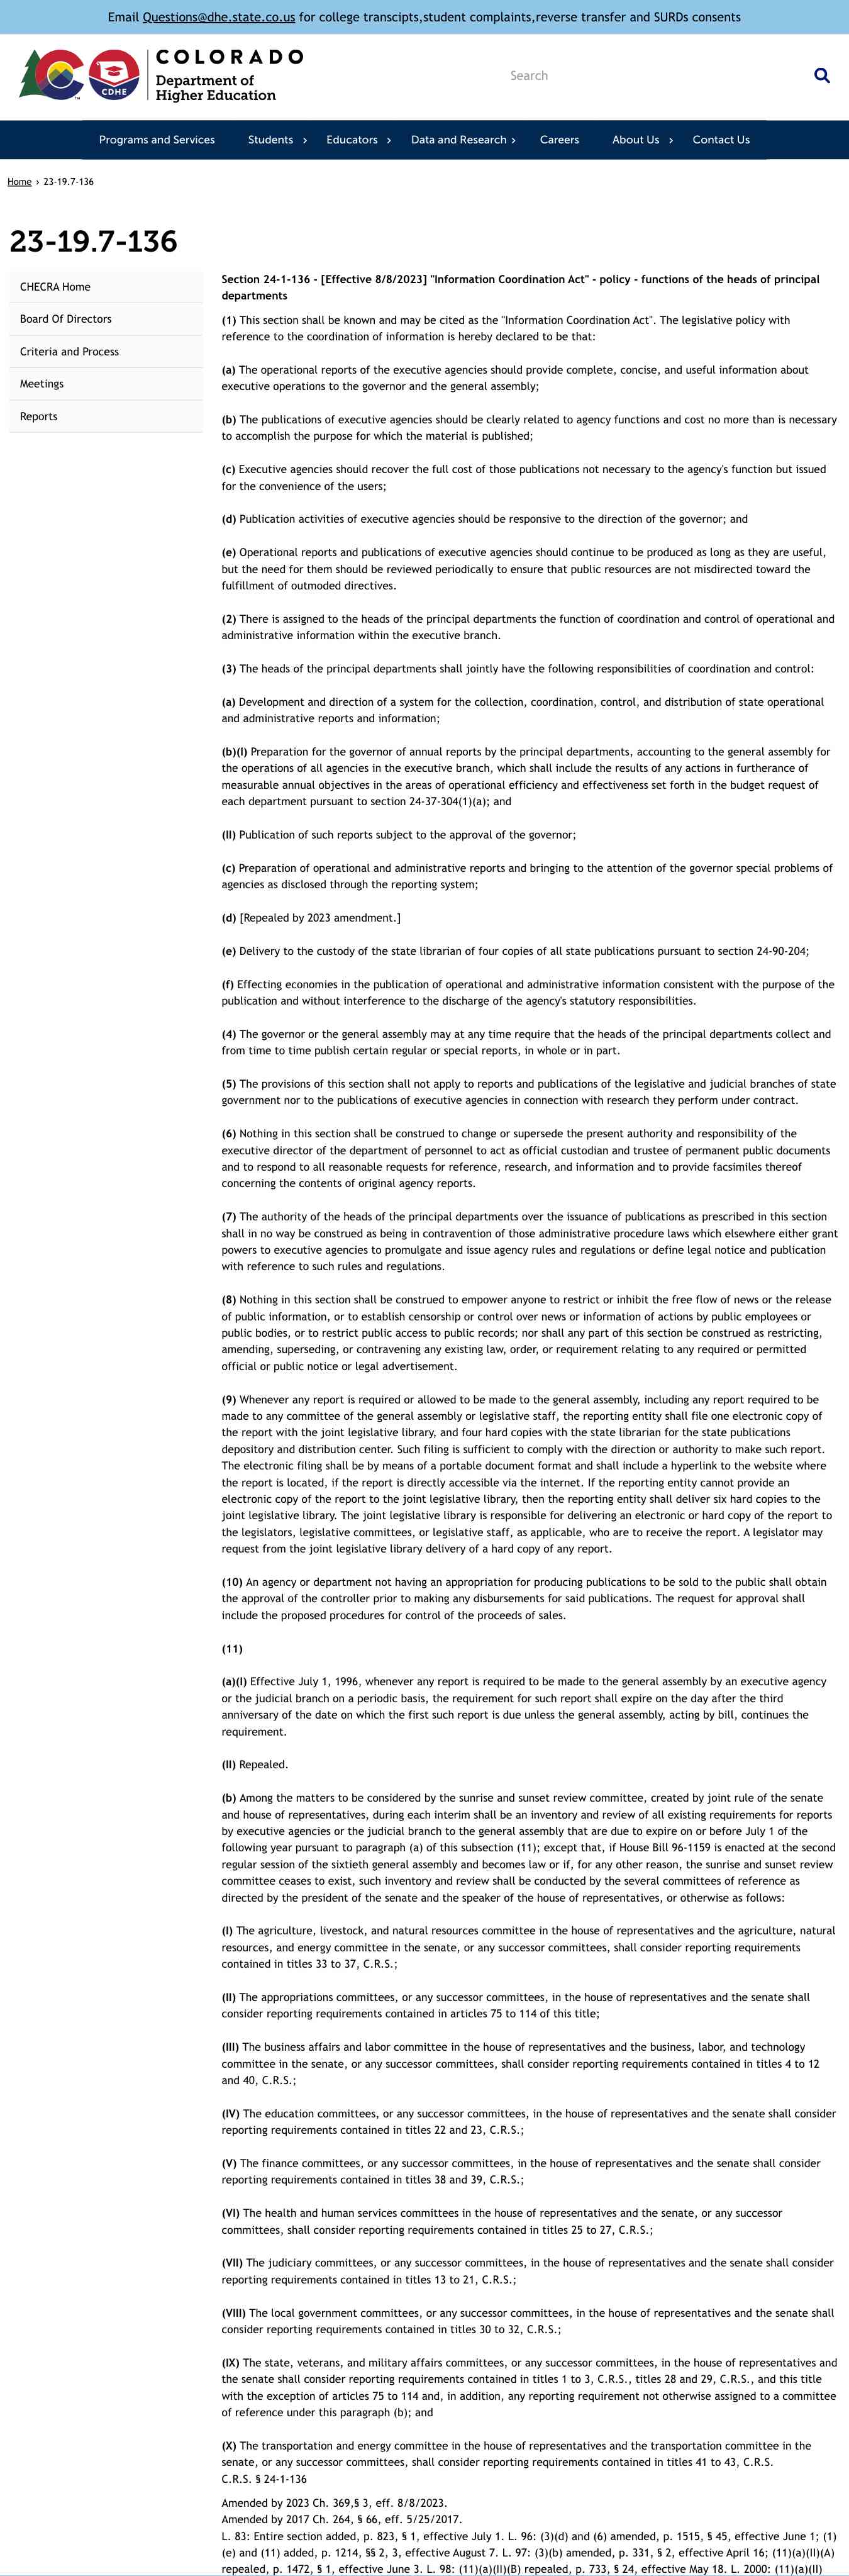 Email Questions@dhe.state.co.us for college transcipts,student complaints,reverse transfer and SURDs consents
COLORADO
Department of
Higher Education
CDHE
Search
Programs and Services
Students
Educators
Data and Research
Careers
About Us
Contact Us
Home › 23-19.7-136
23-19.7-136
CHECRA Home
Board Of Directors
Criteria and Process
Meetings
Reports
Section 24-1-136 - [Effective 8/8/2023] "Information Coordination Act" - policy - functions of the heads of principal
departments
(1) This section shall be known and may be cited as the "Information Coordination Act". The legislative policy with
reference to the coordination of information is hereby declared to be that:
(a) The operational reports of the executive agencies should provide complete, concise, and useful information about
executive operations to the governor and the general assembly;
(b) The publications of executive agencies should be clearly related to agency functions and cost no more than is necessary
to accomplish the purpose for which the material is published;
(c) Executive agencies should recover the full cost of those publications not necessary to the agency's function but issued
for the convenience of the users;
(d) Publication activities of executive agencies should be responsive to the direction of the governor; and
(e) Operational reports and publications of executive agencies should continue to be produced as long as they are useful,
but the need for them should be reviewed periodically to ensure that public resources are not misdirected toward the
fulfillment of outmoded directives.
(2) There is assigned to the heads of the principal departments the function of coordination and control of operational and
administrative information within the executive branch.
(3) The heads of the principal departments shall jointly have the following responsibilities of coordination and control:
(a) Development and direction of a system for the collection, coordination, control, and distribution of state operational
and administrative reports and information;
(b)(I) Preparation for the governor of annual reports by the principal departments, accounting to the general assembly for
the operations of all agencies in the executive branch, which shall include the results of any actions in furtherance of
measurable annual objectives in the areas of operational efficiency and effectiveness set forth in the budget request of
each department pursuant to section 24-37-304(1)(a); and
(II) Publication of such reports subject to the approval of the governor;
(c) Preparation of operational and administrative reports and bringing to the attention of the governor special problems of
agencies as disclosed through the reporting system;
(d) [Repealed by 2023 amendment.]
(e) Delivery to the custody of the state librarian of four copies of all state publications pursuant to section 24-90-204;
(f) Effecting economies in the publication of operational and administrative information consistent with the purpose of the
publication and without interference to the discharge of the agency's statutory responsibilities.
(4) The governor or the general assembly may at any time require that the heads of the principal departments collect and
from time to time publish certain regular or special reports, in whole or in part.
(5) The provisions of this section shall not apply to reports and publications of the legislative and judicial branches of state
government nor to the publications of executive agencies in connection with research they perform under contract.
(6) Nothing in this section shall be construed to change or supersede the present authority and responsibility of the
executive director of the department of personnel to act as official custodian and trustee of permanent public documents
and to respond to all reasonable requests for reference, research, and information and to provide facsimiles thereof
concerning the contents of original agency reports.
(7) The authority of the heads of the principal departments over the issuance of publications as prescribed in this section
shall in no way be construed as being in contravention of those administrative procedure laws which elsewhere either grant
powers to executive agencies to promulgate and issue agency rules and regulations or define legal notice and publication
with reference to such rules and regulations.
(8) Nothing in this section shall be construed to empower anyone to restrict or inhibit the free flow of news or the release
of public information, or to establish censorship or control over news or information of actions by public employees or
public bodies, or to restrict public access to public records; nor shall any part of this section be construed as restricting,
amending, superseding, or contravening any existing law, order, or requirement relating to any required or permitted
official or public notice or legal advertisement.
(9) Whenever any report is required or allowed to be made to the general assembly, including any report required to be
made to any committee of the general assembly or legislative staff, the reporting entity shall file one electronic copy of
the report with the joint legislative library, and four hard copies with the state librarian for the state publications
depository and distribution center. Such filing is sufficient to comply with the direction or authority to make such report.
The electronic filing shall be by means of a portable document format and shall include a hyperlink to the website where
the report is located, if the report is directly accessible via the internet. If the reporting entity cannot provide an
electronic copy of the report to the joint legislative library, then the reporting entity shall deliver six hard copies to the
joint legislative library. The joint legislative library is responsible for delivering an electronic or hard copy of the report to
the legislators, legislative committees, or legislative staff, as applicable, who are to receive the report. A legislator may
request from the joint legislative library delivery of a hard copy of any report.
(10) An agency or department not having an appropriation for producing publications to be sold to the public shall obtain
the approval of the controller prior to making any disbursements for said publications. The request for approval shall
include the proposed procedures for control of the proceeds of sales.
(11)
(a)(I) Effective July 1, 1996, whenever any report is required to be made to the general assembly by an executive agency
or the judicial branch on a periodic basis, the requirement for such report shall expire on the day after the third
anniversary of the date on which the first such report is due unless the general assembly, acting by bill, continues the
requirement.
(II) Repealed.
(b) Among the matters to be considered by the sunrise and sunset review committee, created by joint rule of the senate
and house of representatives, during each interim shall be an inventory and review of all existing requirements for reports
by executive agencies or the judicial branch to the general assembly that are due to expire on or before July 1 of the
following year pursuant to paragraph (a) of this subsection (11); except that, if House Bill 96-1159 is enacted at the second
regular session of the sixtieth general assembly and becomes law or if, for any other reason, the sunrise and sunset review
committee ceases to exist, such inventory and review shall be conducted by the several committees of reference as
directed by the president of the senate and the speaker of the house of representatives, or otherwise as follows:
(I) The agriculture, livestock, and natural resources committee in the house of representatives and the agriculture, natural
resources, and energy committee in the senate, or any successor committees, shall consider reporting requirements
contained in titles 33 to 37, C.R.S.;
(II) The appropriations committees, or any successor committees, in the house of representatives and the senate shall
consider reporting requirements contained in articles 75 to 114 of this title;
(III) The business affairs and labor committee in the house of representatives and the business, labor, and technology
committee in the senate, or any successor committees, shall consider reporting requirements contained in titles 4 to 12
and 40, C.R.S.;
(IV) The education committees, or any successor committees, in the house of representatives and the senate shall consider
reporting requirements contained in titles 22 and 23, C.R.S.;
(V) The finance committees, or any successor committees, in the house of representatives and the senate shall consider
reporting requirements contained in titles 38 and 39, C.R.S.;
(VI) The health and human services committees in the house of representatives and the senate, or any successor
committees, shall consider reporting requirements contained in titles 25 to 27, C.R.S.;
(VII) The judiciary committees, or any successor committees, in the house of representatives and the senate shall consider
reporting requirements contained in titles 13 to 21, C.R.S.;
(VIII) The local government committees, or any successor committees, in the house of representatives and the senate shall
consider reporting requirements contained in titles 30 to 32, C.R.S.;
(IX) The state, veterans, and military affairs committees, or any successor committees, in the house of representatives and
the senate shall consider reporting requirements contained in titles 1 to 3, C.R.S., titles 28 and 29, C.R.S., and this title
with the exception of articles 75 to 114 and, in addition, any reporting requirement not otherwise assigned to a committee
of reference under this paragraph (b); and
(X) The transportation and energy committee in the house of representatives and the transportation committee in the
senate, or any successor committees, shall consider reporting requirements contained in titles 41 to 43, C.R.S.
C.R.S. § 24-1-136
Amended by 2023 Ch. 369,§ 3, eff. 8/8/2023.
Amended by 2017 Ch. 264, § 66, eff. 5/25/2017.
L. 83: Entire section added, p. 823, § 1, effective July 1. L. 96: (3)(d) and (6) amended, p. 1515, § 45, effective June 1; (1)
(e) and (11) added, p. 1214, §§ 2, 3, effective August 7. L. 97: (3)(b) amended, p. 331, § 2, effective April 16; (11)(a)(II)(A)
repealed, p. 1472, § 1, effective June 3. L. 98: (11)(a)(II)(B) repealed, p. 733, § 24, effective May 18. L. 2000: (11)(a)(II)